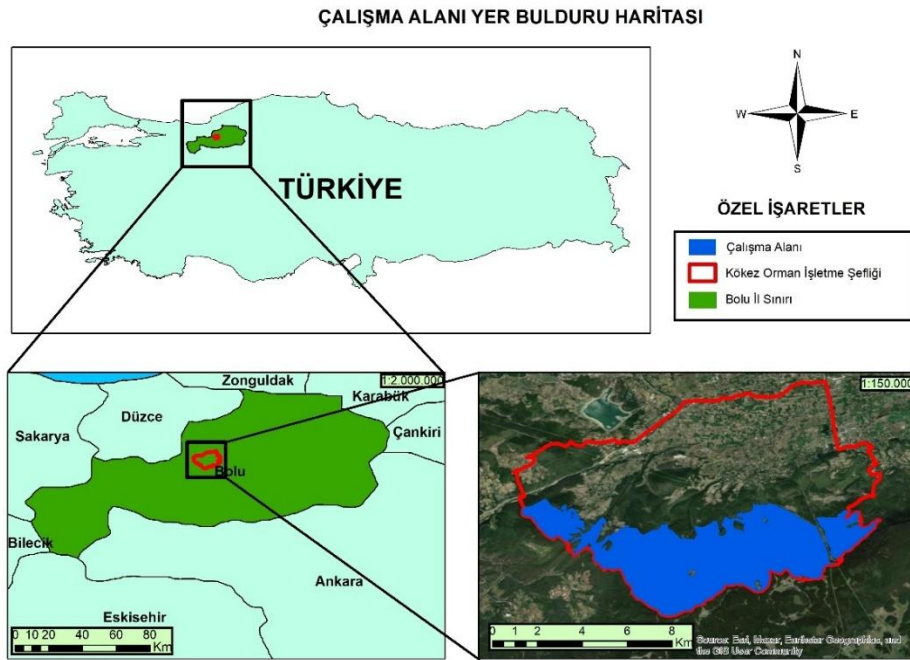 ÇALIŞMA ALANI YER BULDURU HARİTASI
N
W
E
S
TÜRKİYE
ÖZEL İŞARETLER
Çalışma Alanı
Kökez Orman İşletme Şefliği
Bolu İl Sınırı
1:2.000.000
Zonguldak
Karabük
Düzce
Çankiri
Sakarya
Bolu
Bilecik
Ankara
Eskisehir
0 10 20 40 60 80
Km
1:150.000
0 1 2 4 6 8
Km
Source: Esri, Maxar, Earthstar Geographics, and
the GIS User Community